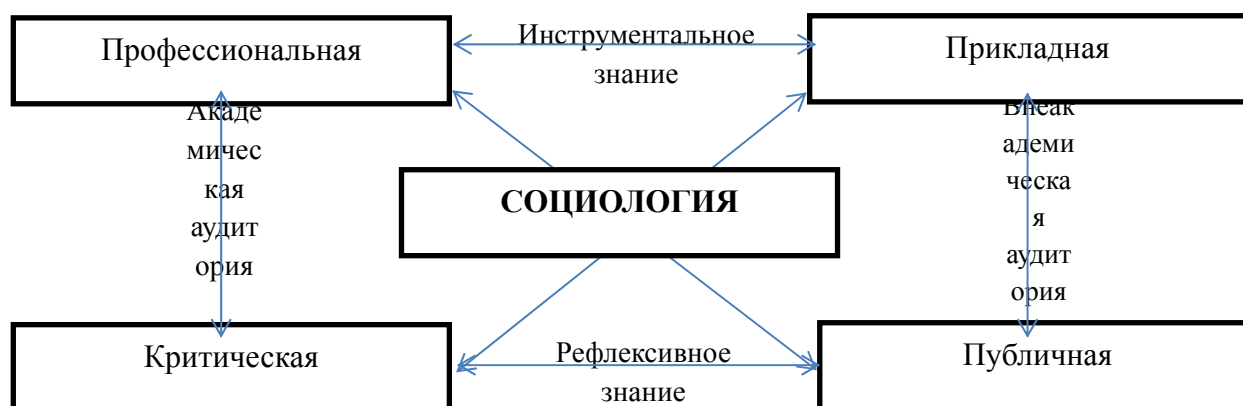 Профессиональная
Инструментальное
знание
Прикладная
Акаде
мичес
кая
аудит
ория
Внеак
адеми
ческа
я
аудит
ория
СОЦИОЛОГИЯ
Критическая
Рефлексивное
знание
Публичная